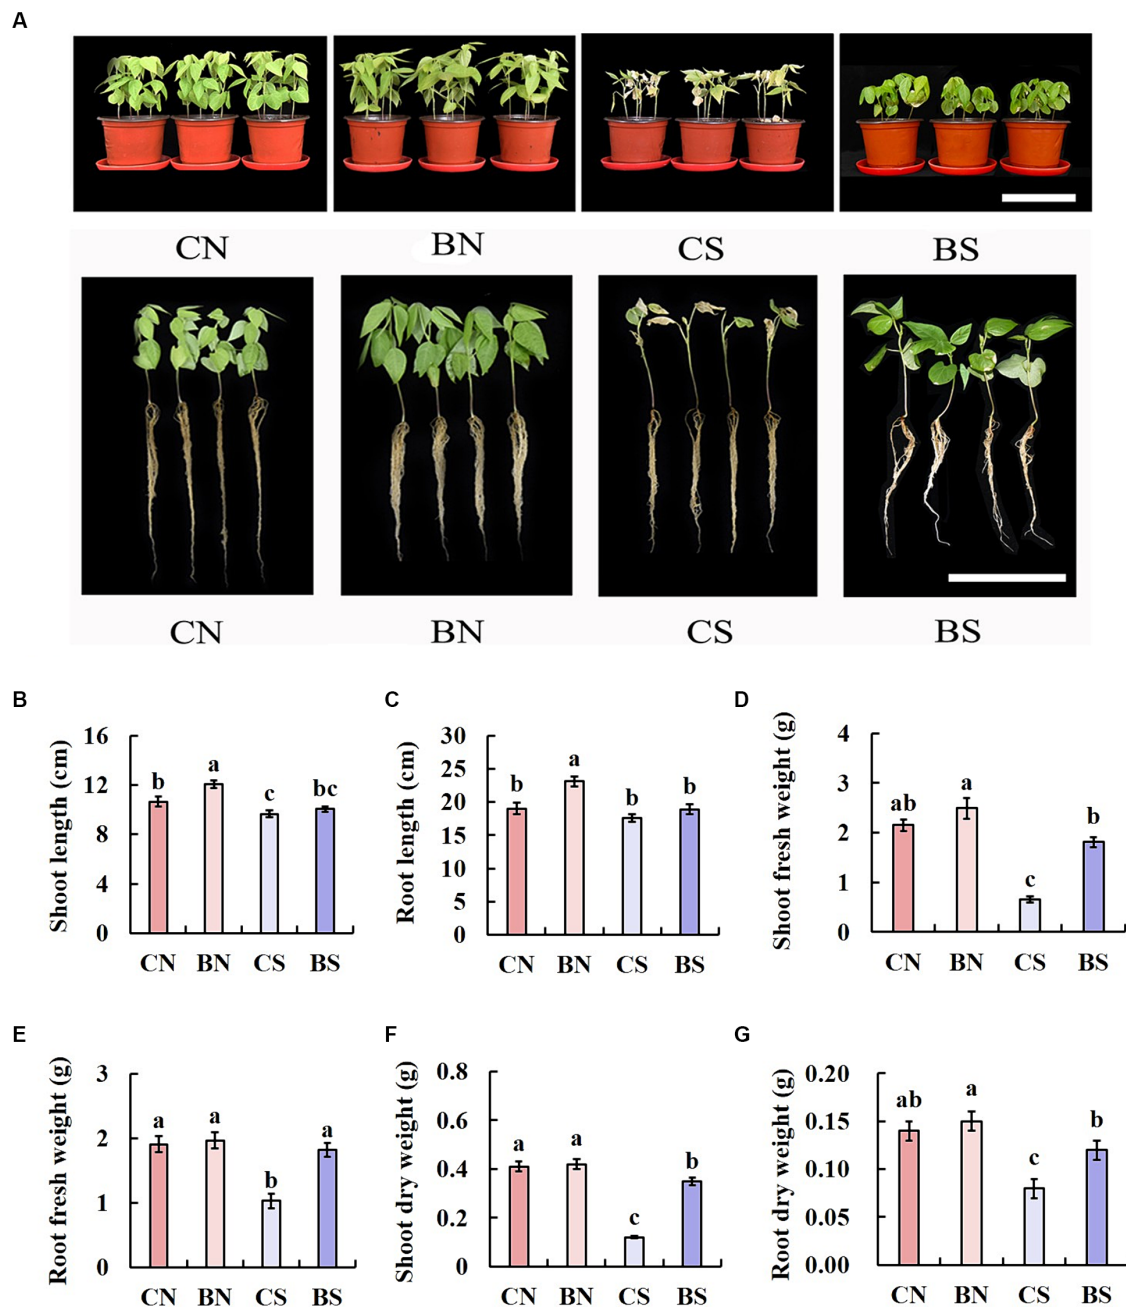 A
CN BN CS BS
CN BN CS BS
B
Shoot length (cm)
16
12
8
4
0
b a c bc
CN BN CS BS
C
Root length (cm)
30
25
20
15
10
5
0
b a b b
CN BN CS BS
D
Shoot fresh weight (g)
4
3
2
1
0
ab a c b
CN BN CS BS
E
Root fresh weight (g)
3
2
1
0
a a b a
CN BN CS BS
F
Shoot dry weight (g)
0.8
0.6
0.4
0.2
0
a a c b
CN BN CS BS
G
Root dry weight (g)
0.20
0.15
0.10
0.05
0.00
ab a c b
CN BN CS BS